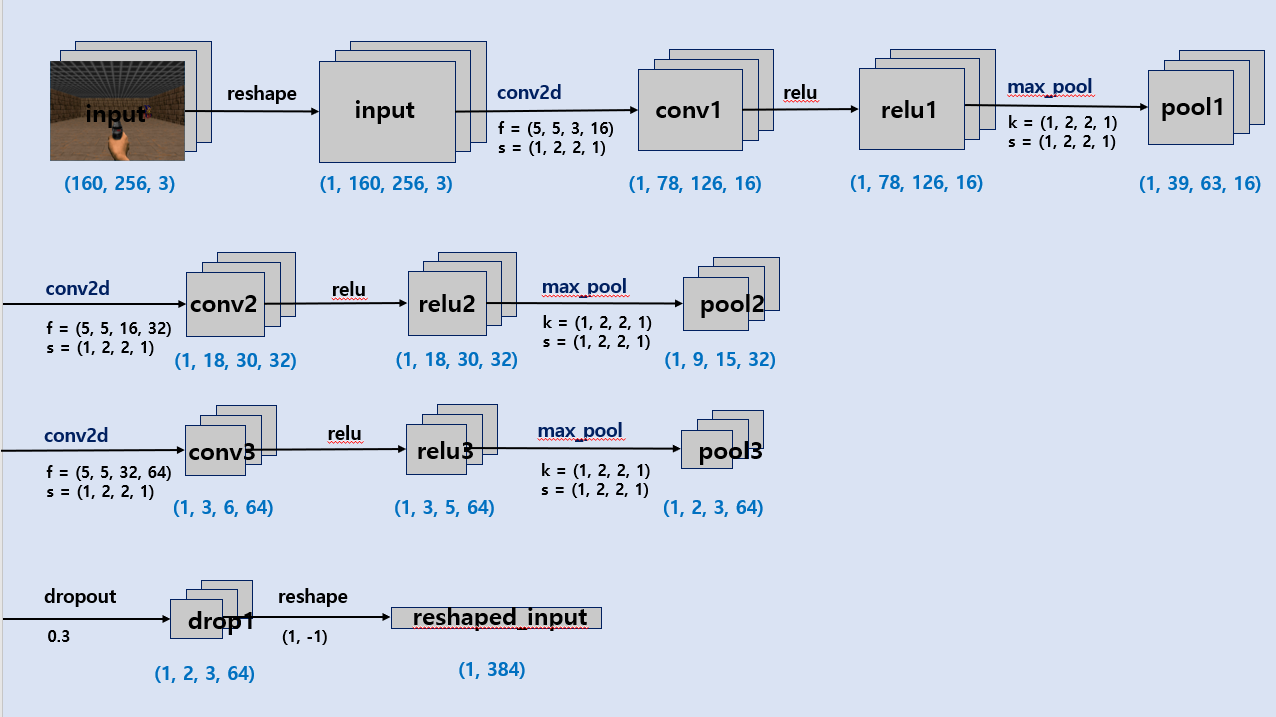 input
reshape
input
conv2d
f = (5, 5, 3, 16)
s = (1, 2, 2, 1)
conv1
relu
relu1
max_pool
k = (1, 2, 2, 1)
s = (1, 2, 2, 1)
pool1
(160, 256, 3)
(1, 160, 256, 3)
(1, 78, 126, 16)
(1, 78, 126, 16)
(1, 39, 63, 16)
conv2d
f = (5, 5, 16, 32)
s = (1, 2, 2, 1)
conv2
relu
relu2
max_pool
k = (1, 2, 2, 1)
s = (1, 2, 2, 1)
pool2
(1, 18, 30, 32)
(1, 18, 30, 32)
(1, 9, 15, 32)
conv2d
f = (5, 5, 32, 64)
s = (1, 2, 2, 1)
conv3
relu
relu3
max_pool
k = (1, 2, 2, 1)
s = (1, 2, 2, 1)
pool3
(1, 3, 6, 64)
(1, 3, 5, 64)
(1, 2, 3, 64)
dropout
0.3
drop1
reshape
(1, -1)
reshaped_input
(1, 2, 3, 64)
(1, 384)